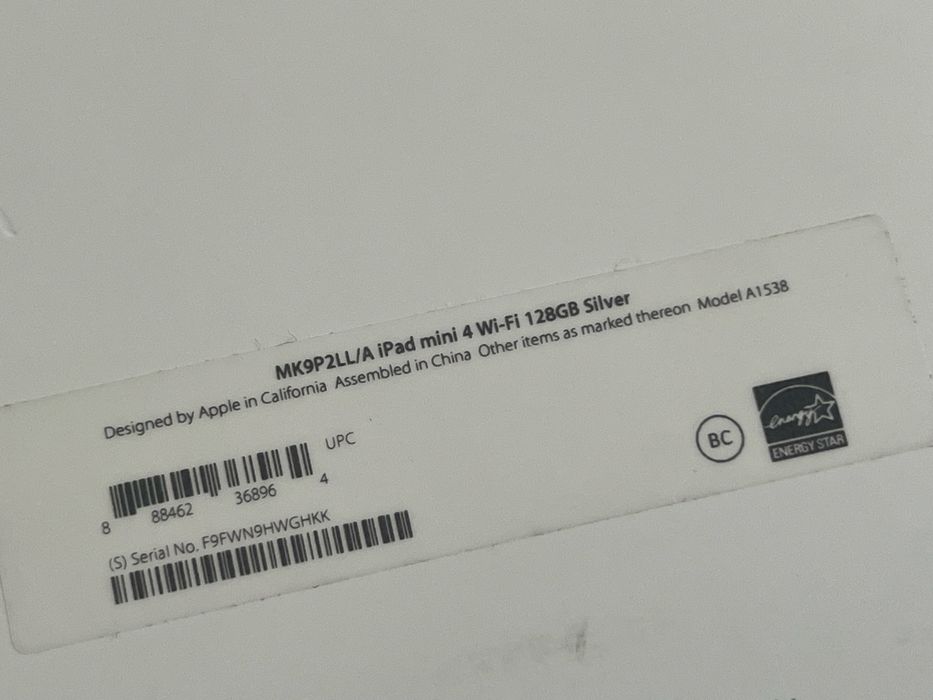 MK9P2LL/A iPad mini 4 Wi-Fi 128GB Silver
Designed by Apple in California Assembled in China Other items as marked thereon Model A1538
UPC
8 88462 36896 4
(S) Serial No. F9FWN9HWGHKK
BC
energy
ENERGY STAR